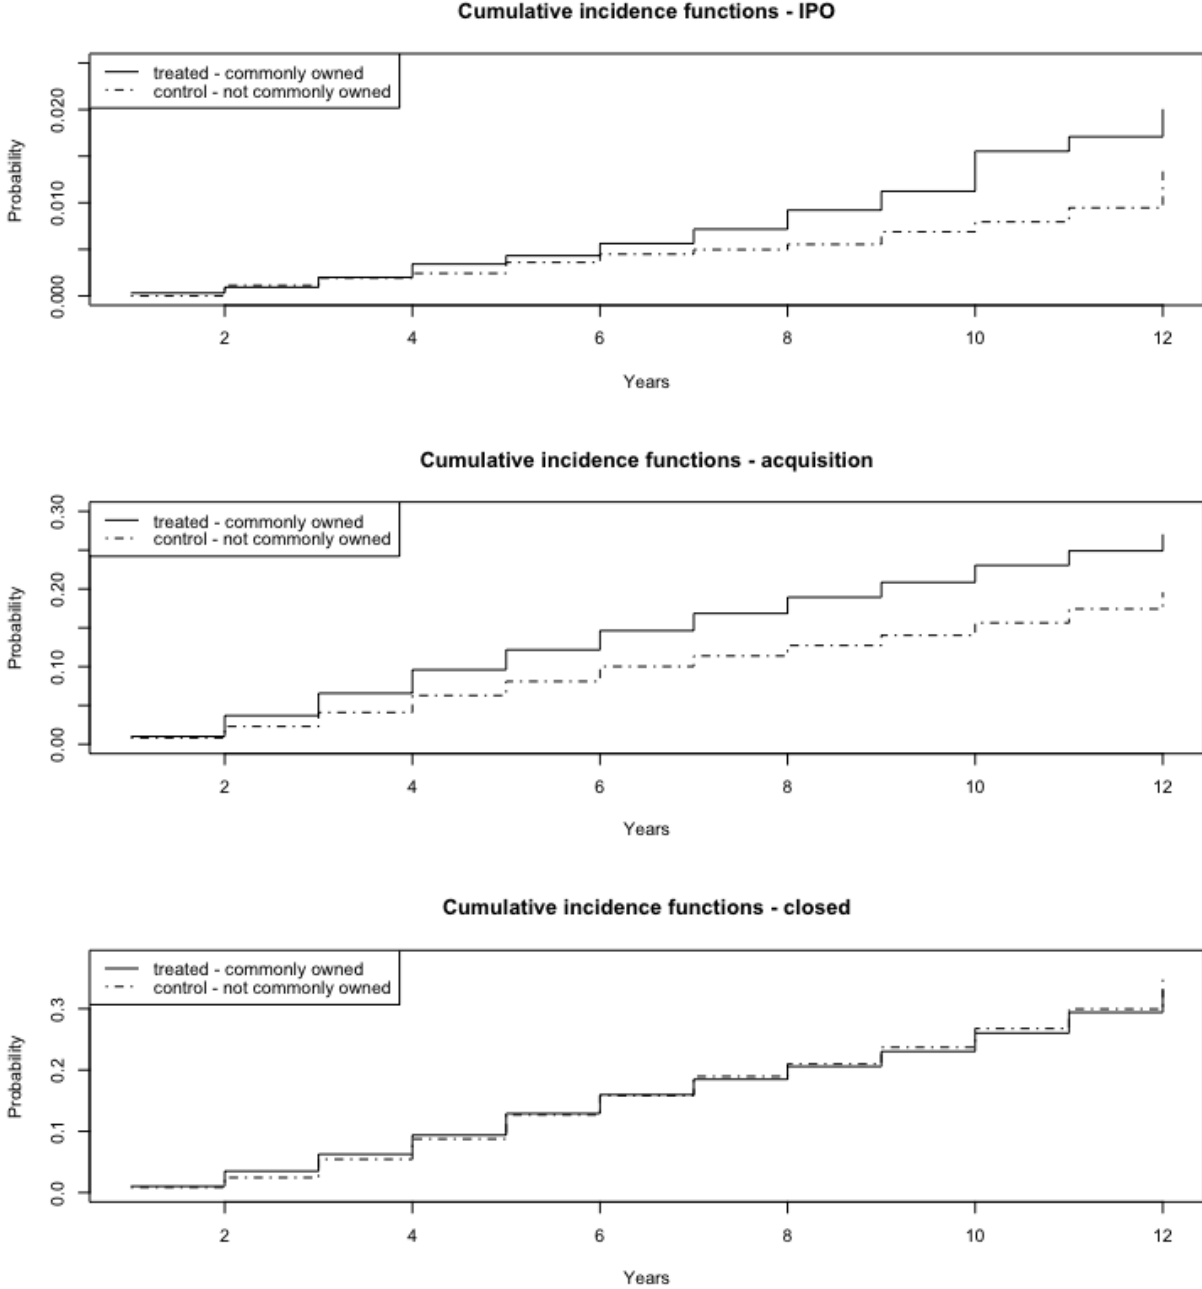 Cumulative incidence functions - IPO
treated - commonly owned
control - not commonly owned
Probability
0.020
0.010
0.000
2 4 6 8 10 12
Years
Cumulative incidence functions - acquisition
treated - commonly owned
control - not commonly owned
Probability
0.30
0.20
0.10
0.00
2 4 6 8 10 12
Years
Cumulative incidence functions - closed
treated - commonly owned
control - not commonly owned
Probability
0.3
0.2
0.1
0.0
2 4 6 8 10 12
Years